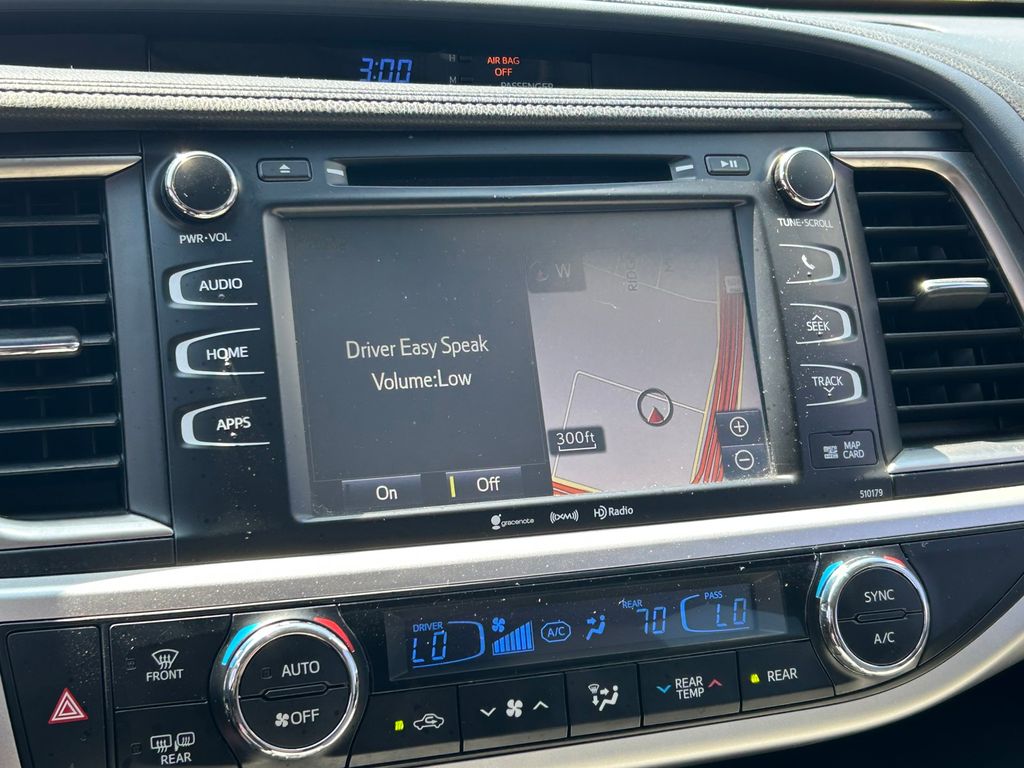 3:00
H
M
AIR BAG
OFF
PASSENGER
PWR•VOL
TUNE•SCROLL
AUDIO
HOME
APPS
SEEK
TRACK
MAP
CARD
Driver Easy Speak
Volume:Low
On
Off
W
300ft
510179
gracenote
((XM))
HD Radio
DRIVER
LO
A/C
REAR
70
PASS
LO
AUTO
OFF
SYNC
A/C
FRONT
REAR
REAR
TEMP
REAR